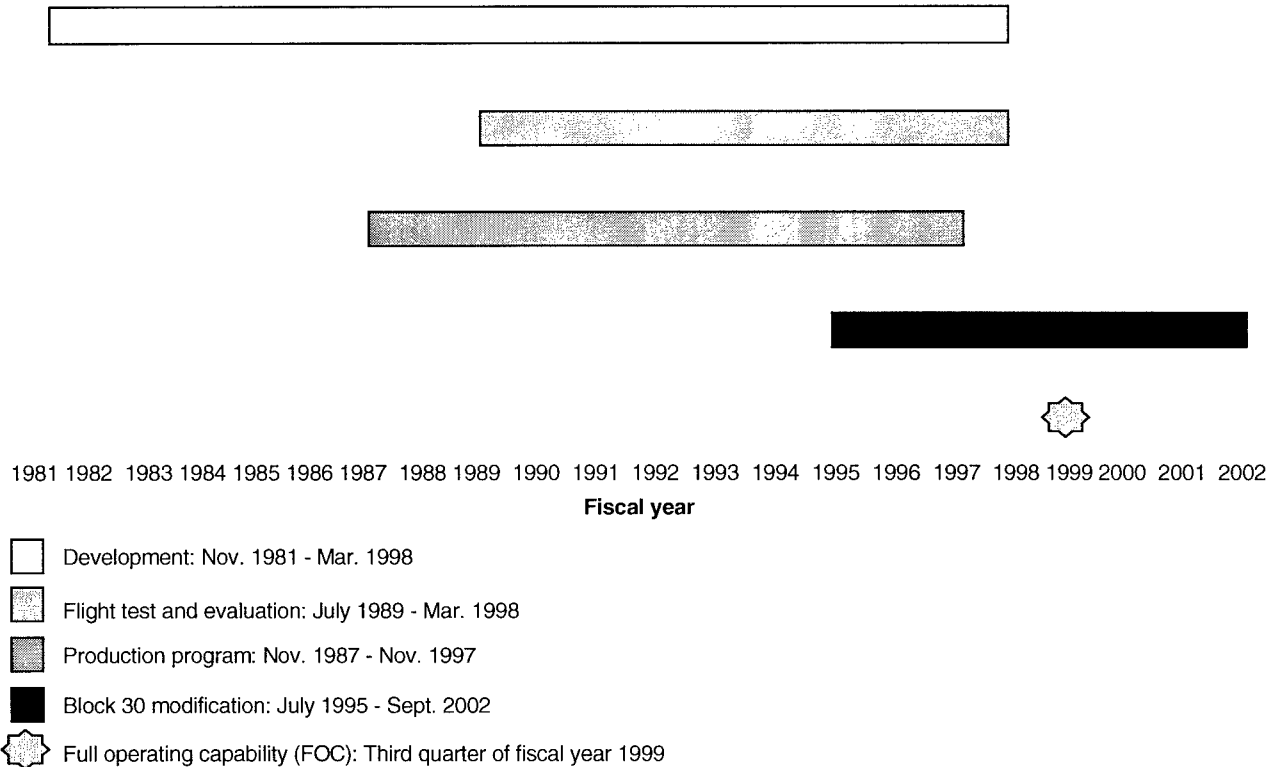 1981 1982 1983 1984 1985 1986 1987 1988 1989 1990 1991 1992 1993 1994 1995 1996 1997 1998 1999 2000 2001 2002
Fiscal year
Development: Nov. 1981 - Mar. 1998
Flight test and evaluation: July 1989 - Mar. 1998
Production program: Nov. 1987 - Nov. 1997
Block 30 modification: July 1995 - Sept. 2002
Full operating capability (FOC): Third quarter of fiscal year 1999